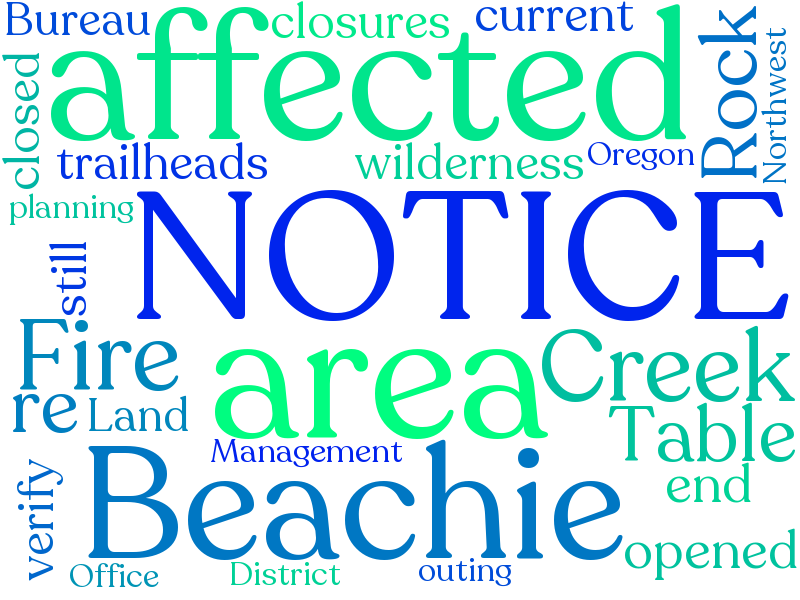 Bureau
closures
current
affected
Rock
Northwest
closed
trailheads
wilderness
Oregon
planning
NOTICE
still
Fire
area
Creek
re
Land
Table
Management
Beachie
end
verify
opened
Office
District
outing